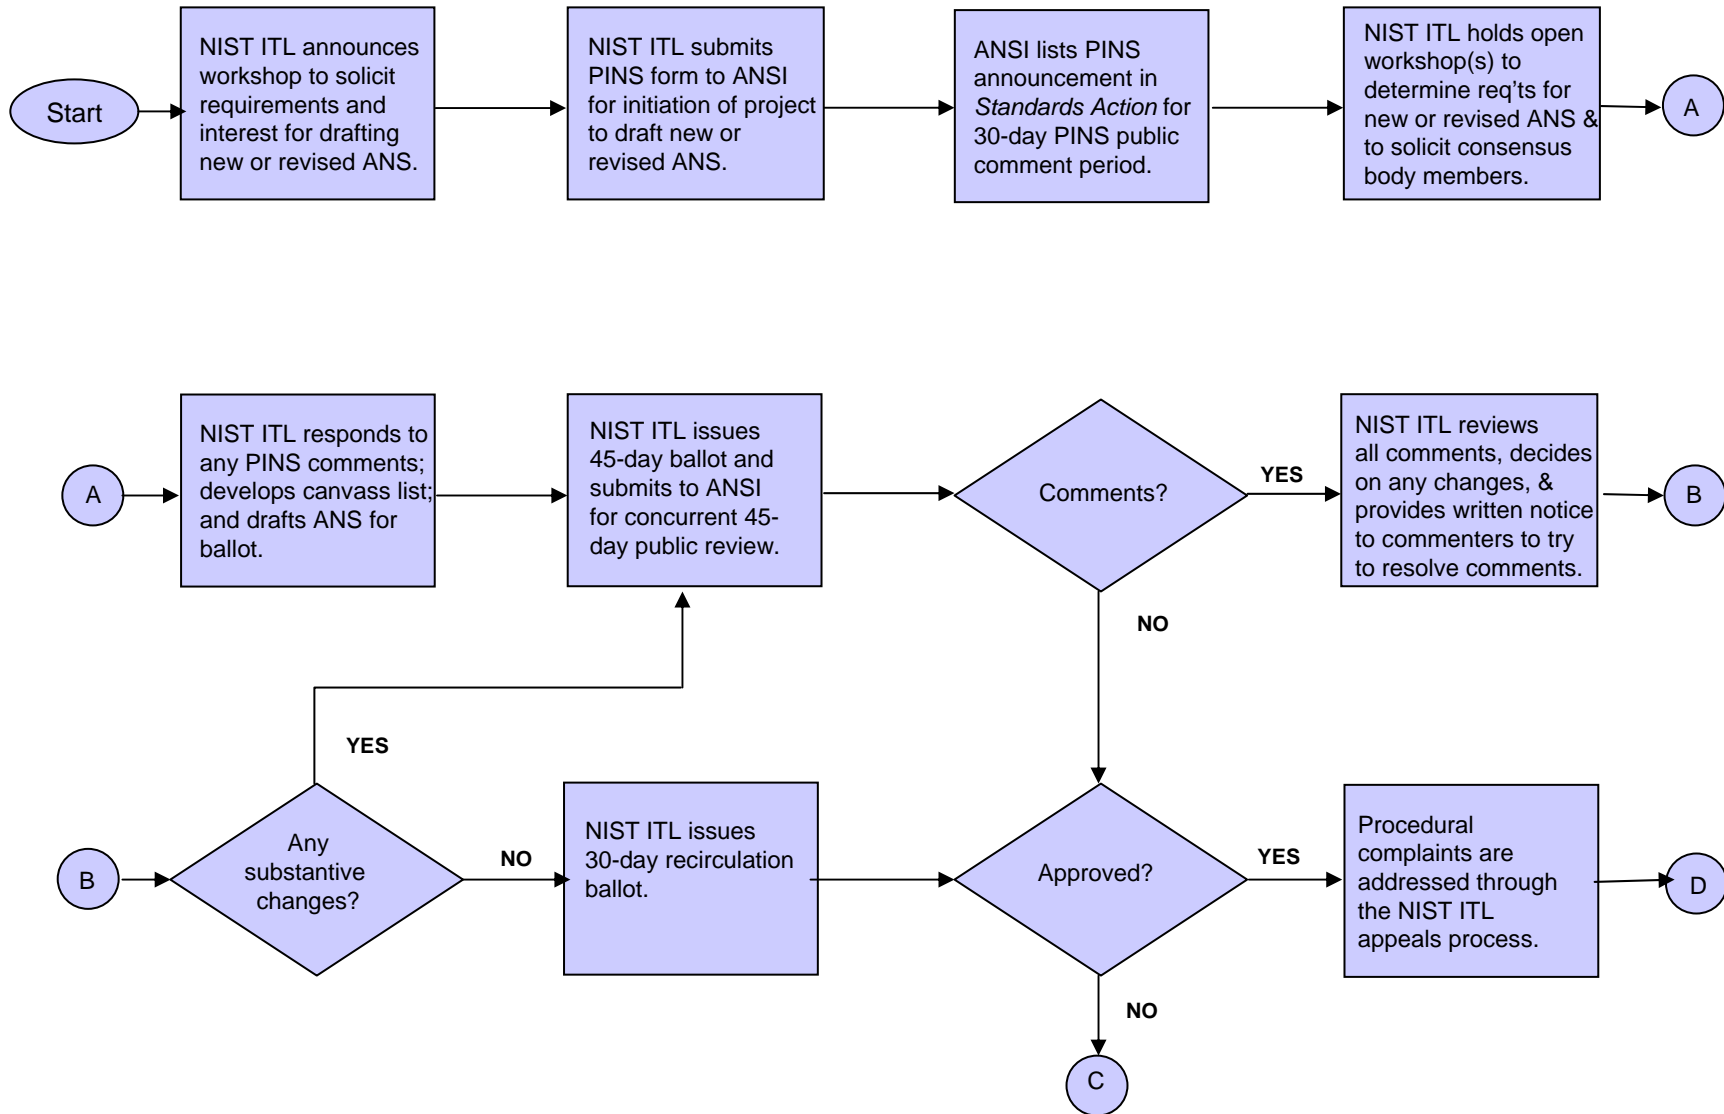 Start
NIST ITL announces
workshop to solicit
requirements and
interest for drafting
new or revised ANS.
NIST ITL submits
PINS form to ANSI
for initiation of project
to draft new or
revised ANS.
ANSI lists PINS
announcement in
Standards Action for
30-day PINS public
comment period.
NIST ITL holds open
workshop(s) to
determine req’ts for
new or revised ANS &
to solicit consensus
body members.
A
A
NIST ITL responds to
any PINS comments;
develops canvass list;
and drafts ANS for
ballot.
NIST ITL issues
45-day ballot and
submits to ANSI
for concurrent 45-
day public review.
Comments?
YES
NIST ITL reviews
all comments, decides
on any changes, &
provides written notice
to commenters to try
to resolve comments.
B
NO
YES
B
Any
substantive
changes?
NO
NIST ITL issues
30-day recirculation
ballot.
Approved?
YES
Procedural
complaints are
addressed through
the NIST ITL
appeals process.
D
NO
C